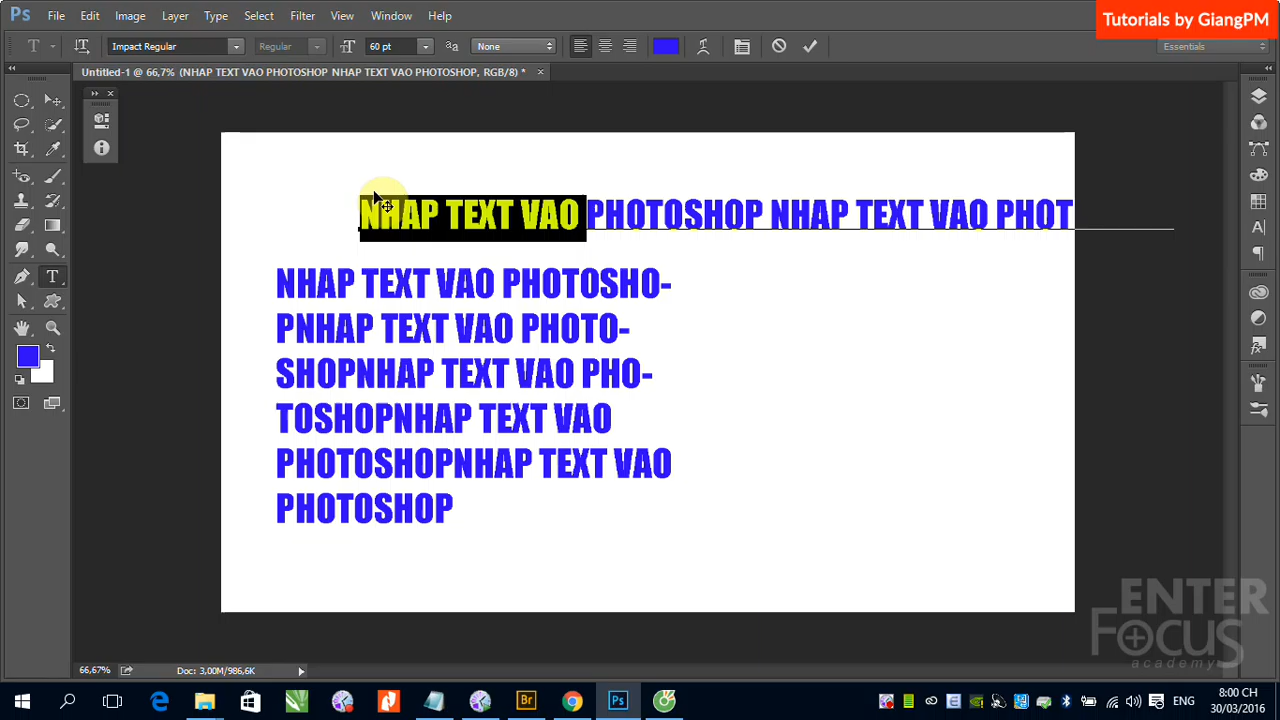 Ps File Edit Image Layer Type Select Filter View Window Help
Tutorials by GiangPM
T Impact Regular Regular 60 pt aa None Essentials
Untitled-1 @ 66,7% (NHAP TEXT VAO PHOTOSHOP NHAP TEXT VAO PHOTOSHOP, RGB/8) *
NHAP TEXT VAO PHOTOSHOP NHAP TEXT VAO PHOT
NHAP TEXT VAO PHOTOSHO-
PNHAP TEXT VAO PHOTO-
SHOPNHAP TEXT VAO PHO-
TOSHOPNHAP TEXT VAO
PHOTOSHOPNHAP TEXT VAO
PHOTOSHOP
ENTER
FOCUS
academy
66,67% Doc: 3,00M/986,6K
Br Ps ENG 8:00 CH
30/03/2016